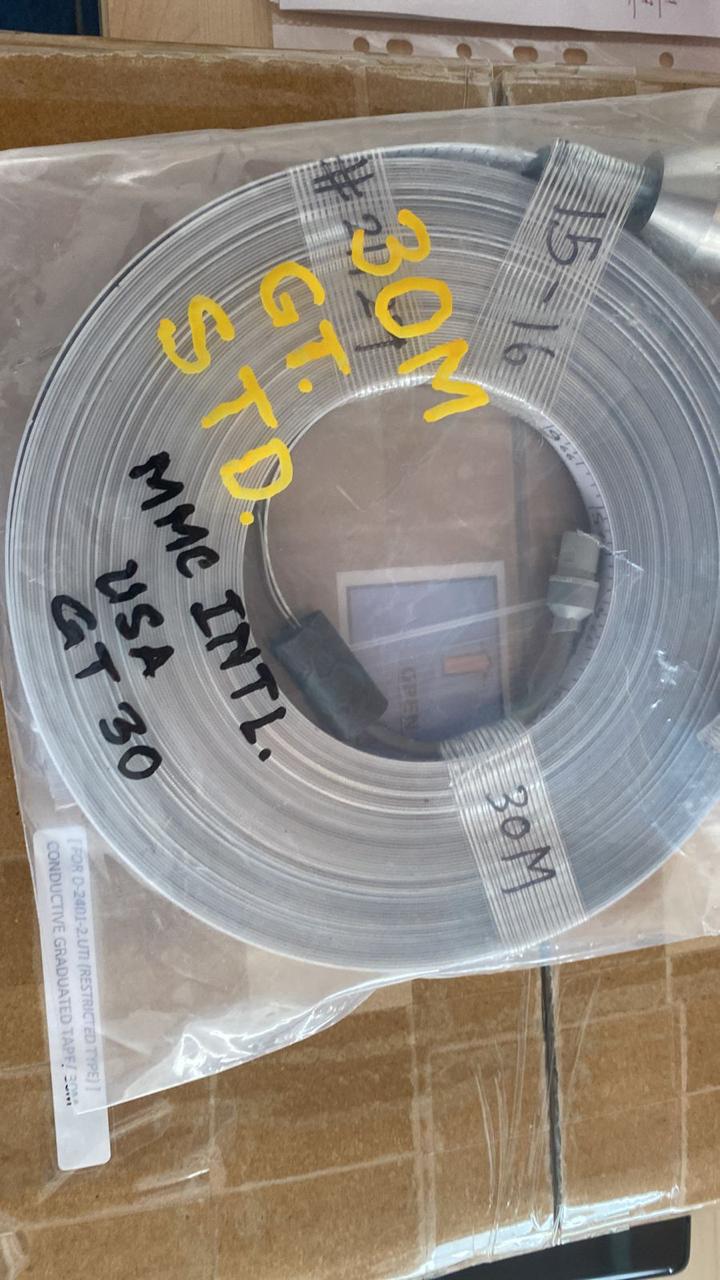 30M
GT.
STD.
MMC INTL.
USA
GT 30
15-16
30M
[FOR D-2401-2.UTI (RESTRICTED TYPE)]
CONDUCTIVE GRADUATED TAPE/ 30M
OPEN